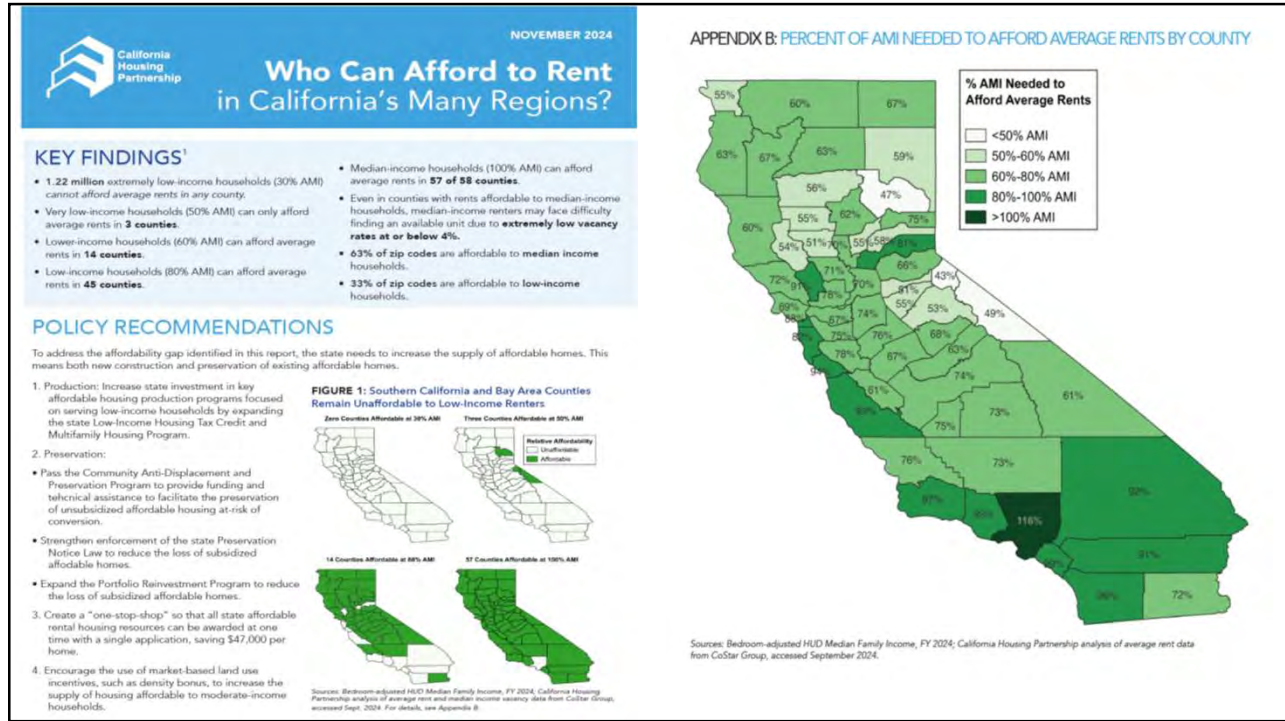 California
Housing
Partnership
NOVEMBER 2024
Who Can Afford to Rent
in California's Many Regions?
KEY FINDINGS¹
• 1.22 million extremely low-income households (30% AMI)
cannot afford average rents in any county.
• Very low-income households (50% AMI) can only afford
average rents in 3 counties.
• Lower-income households (60% AMI) can afford average
rents in 14 counties.
• Low-income households (80% AMI) can afford average
rents in 45 counties.
• Median-income households (100% AMI) can afford
average rents in 57 of 58 counties.
• Even in counties with rents affordable to median-income
households, median-income renters may face difficulty
finding an available unit due to extremely low vacancy
rates at or below 4%.
• 63% of zip codes are affordable to median income
households.
• 33% of zip codes are affordable to low-income
households.
POLICY RECOMMENDATIONS
To address the affordability gap identified in this report, the state needs to increase the supply of affordable homes. This
means both new construction and preservation of existing affordable homes.
1. Production: Increase state investment in key
affordable housing production programs focused
on serving low-income households by expanding
the state Low-Income Housing Tax Credit and
Multifamily Housing Program.
2. Preservation:
• Pass the Community Anti-Displacement and
Preservation Program to provide funding and
tehcnical assistance to facilitate the preservation
of unsubsidized affordable housing at-risk of
conversion.
• Strengthen enforcement of the state Preservation
Notice Law to reduce the loss of subsidized
affodable homes.
• Expand the Portfolio Reinvestment Program to reduce
the loss of subsidized affordable homes.
3. Create a "one-stop-shop" so that all state affordable
rental housing resources can be awarded at one
time with a single application, saving $47,000 per
home.
4. Encourage the use of market-based land use
incentives, such as density bonus, to increase the
supply of housing affordable to moderate-income
households.
FIGURE 1: Southern California and Bay Area Counties
Remain Unaffordable to Low-Income Renters
Zero Counties Affordable at 30% AMI
Three Counties Affordable at 50% AMI
Relative Affordability
Unaffordable
Affordable
14 Counties Affordable at AMI
57 Counties Affordable at 100% AMI
Sources: Bedroom-adjusted HUD Median Family Income, FY 2024; California Housing
Partnership analysis of average rent and median income vacancy data from CoStar Group,
accessed Sept. 2024. For details, see Appendix B.
APPENDIX B: PERCENT OF AMI NEEDED TO AFFORD AVERAGE RENTS BY COUNTY
% AMI Needed to
Afford Average Rents
<50% AMI
50%-60% AMI
60%-80% AMI
80%-100% AMI
>100% AMI
55%
60%
67%
63%
67%
63%
59%
56%
47%
60%
55%
62%
75%
54%
51%
55%
58%
81%
72%
71%
66%
43%
70%
69%
55%
53%
49%
74%
76%
68%
78%
67%
63%
61%
74%
61%
73%
75%
76%
73%
97%
116%
91%
72%
Sources: Bedroom-adjusted HUD Median Family Income, FY 2024; California Housing Partnership analysis of average rent data
from CoStar Group, accessed September 2024.